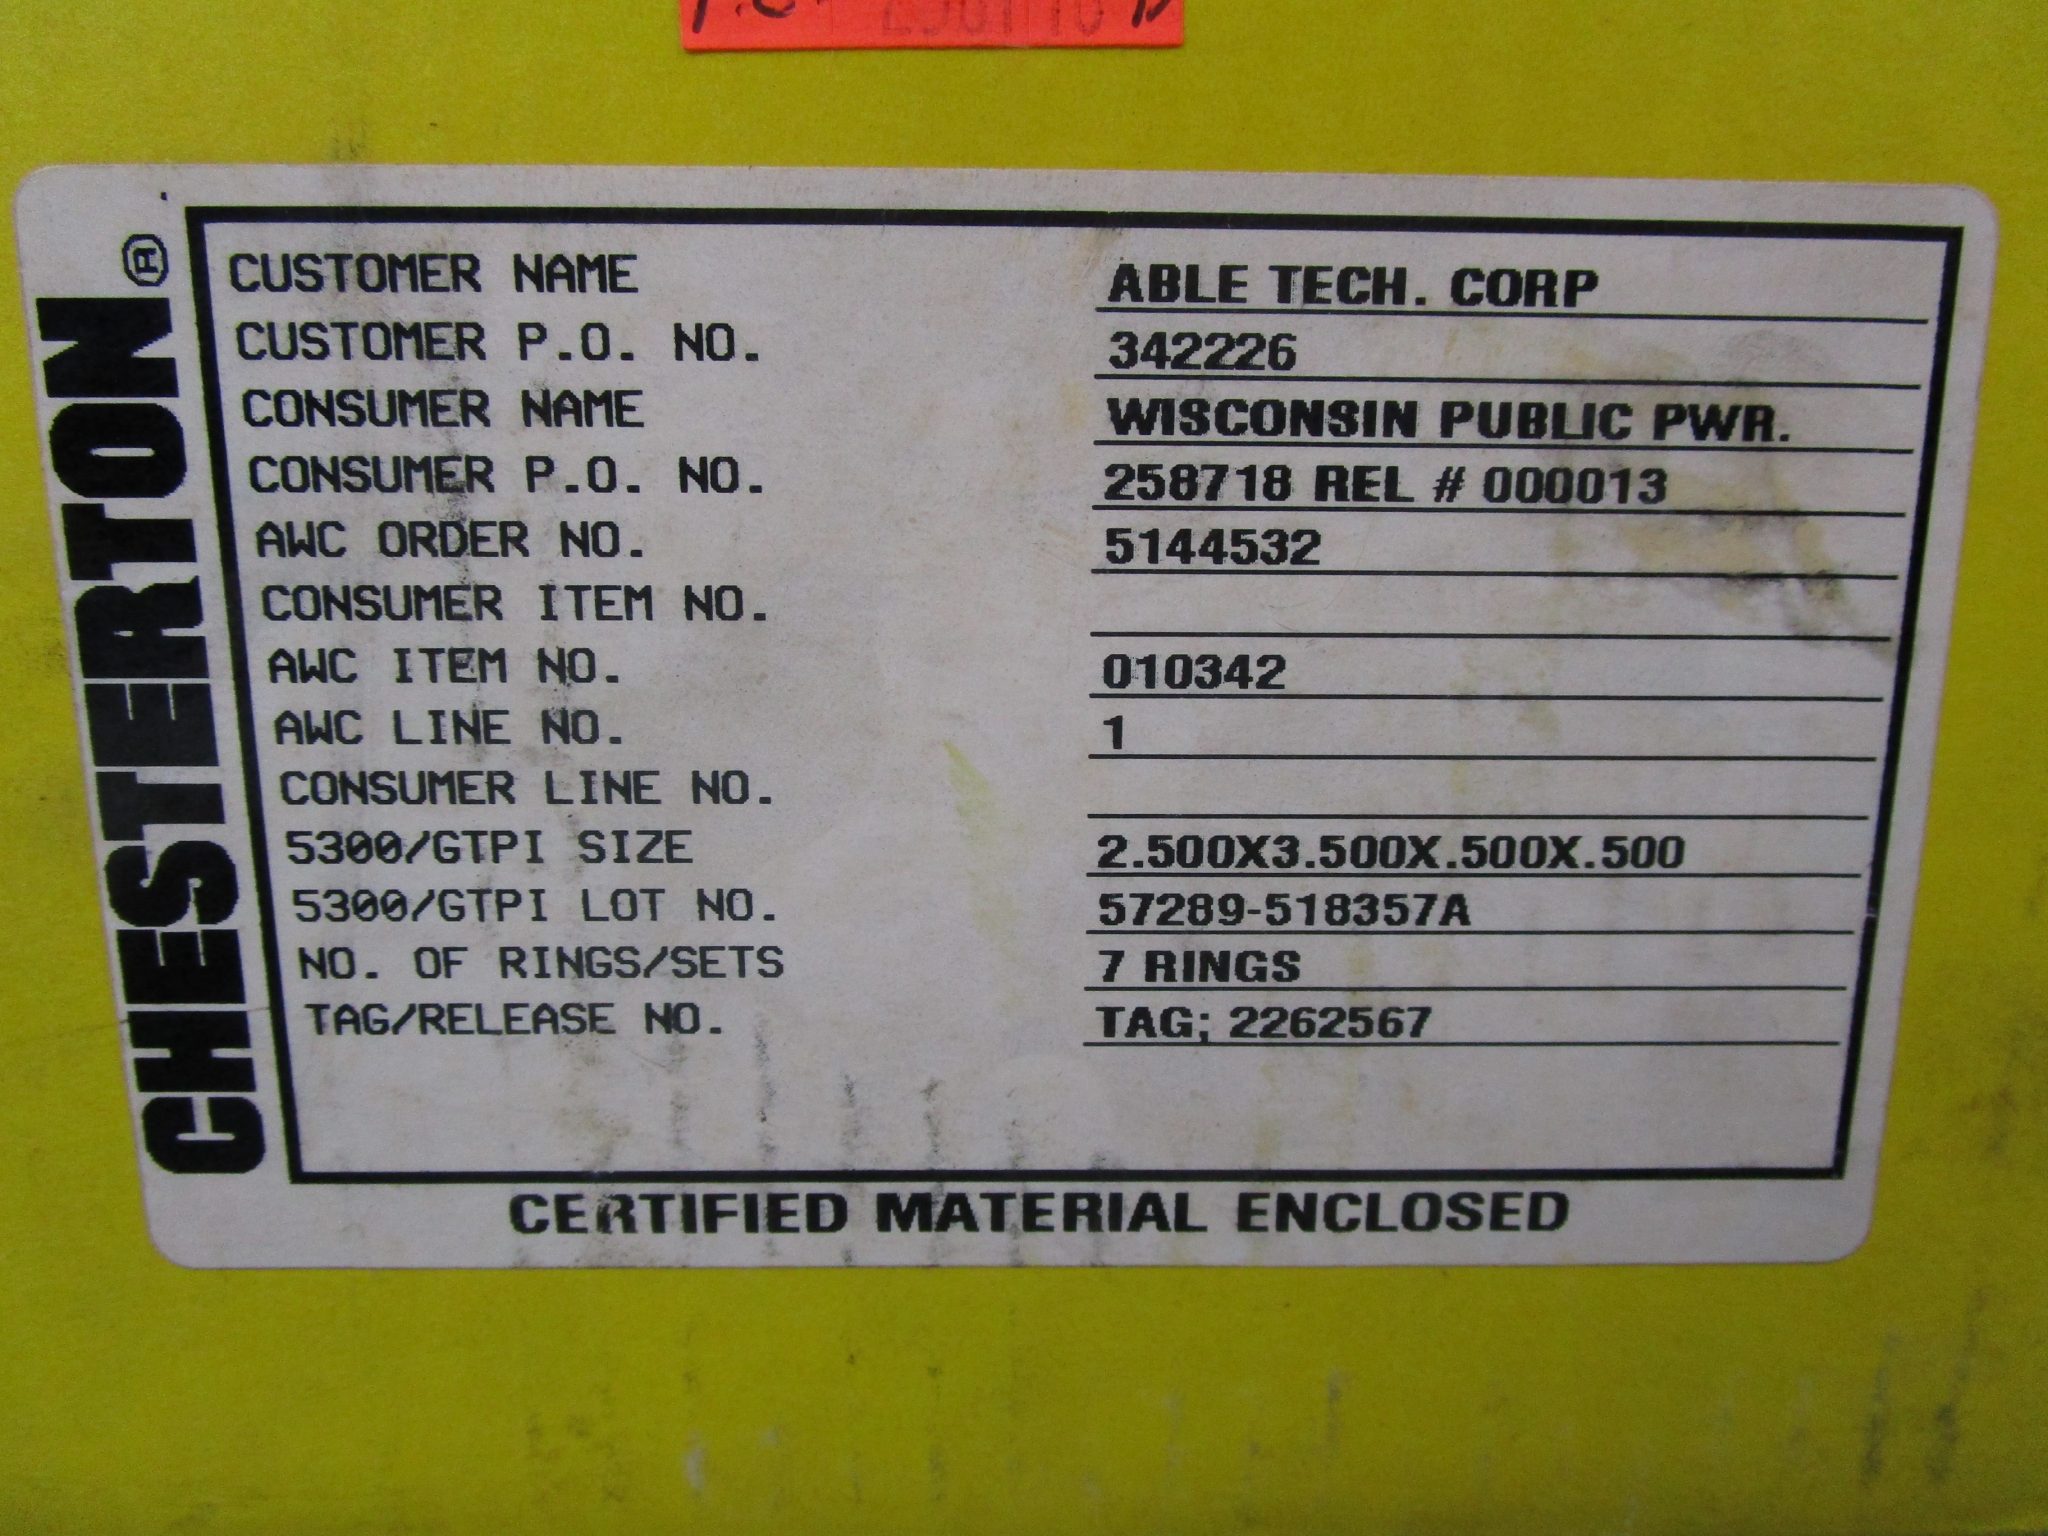 CHESTERTON®
CUSTOMER NAME ABLE TECH. CORP
CUSTOMER P.O. NO. 342226
CONSUMER NAME WISCONSIN PUBLIC PWR.
CONSUMER P.O. NO. 258718 REL # 000013
AWC ORDER NO. 5144532
CONSUMER ITEM NO.
AWC ITEM NO. 010342
AWC LINE NO. 1
CONSUMER LINE NO.
5300/GTPI SIZE 2.500X3.500X.500X.500
5300/GTPI LOT NO. 57289-518357A
NO. OF RINGS/SETS 7 RINGS
TAG/RELEASE NO. TAG; 2262567
CERTIFIED MATERIAL ENCLOSED